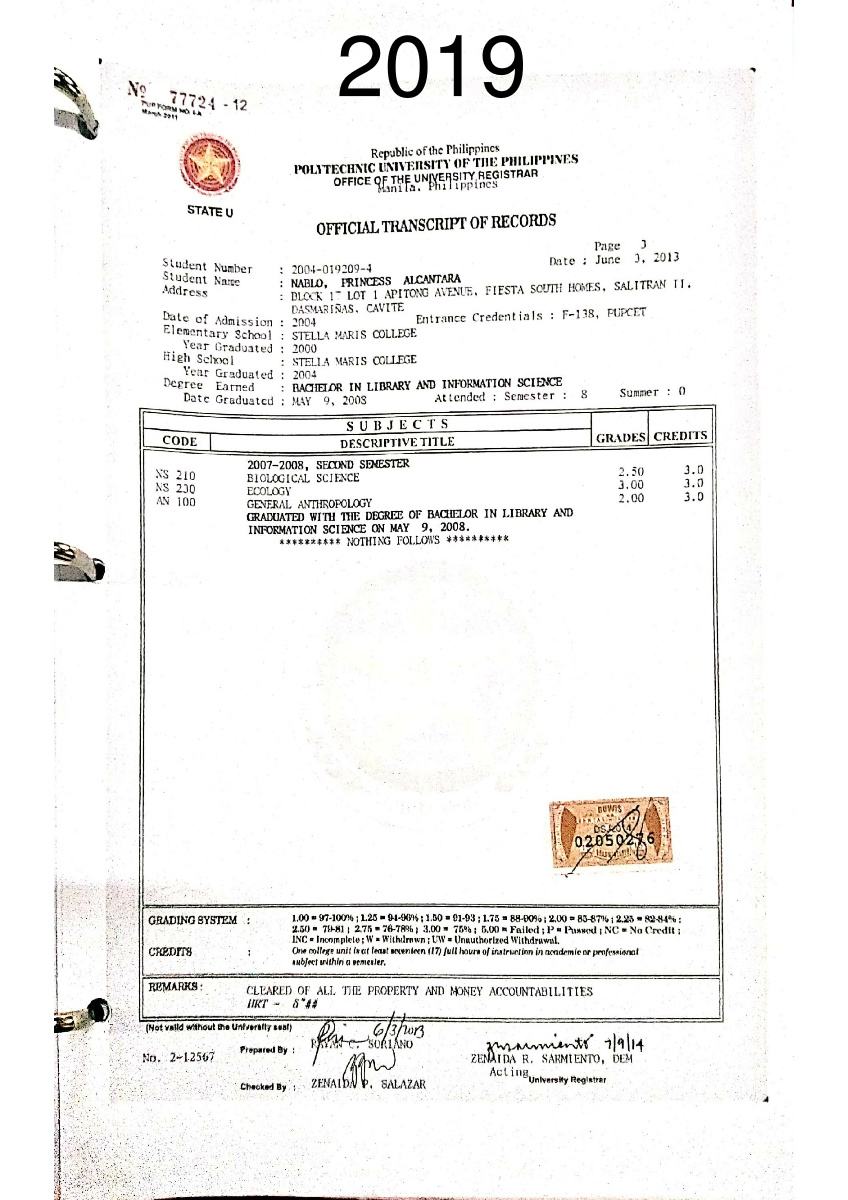 2019
Nº 77724 - 12
PUP FORM NO. 1-A
March 2011
Republic of the Philippines
POLYTECHNIC UNIVERSITY OF THE PHILIPPINES
OFFICE OF THE UNIVERSITY REGISTRAR
Manila, Philippines
STATE U
OFFICIAL TRANSCRIPT OF RECORDS
Page 3
Date : June 3, 2013
Student Number : 2004-019209-4
Student Name : NABLO, PRINCESS ALCANTARA
Address : BLOCK 17 LOT 1 APITONG AVENUE, FIESTA SOUTH HOMES, SALITRAN II,
DASMARIÑAS, CAVITE
Date of Admission : 2004 Entrance Credentials : F-138, PUPCET
Elementary School : STELLA MARIS COLLEGE
Year Graduated : 2000
High School : STELLA MARIS COLLEGE
Year Graduated : 2004
Degree Earned : BACHELOR IN LIBRARY AND INFORMATION SCIENCE
Date Graduated : MAY 9, 2008 Attended : Semester : 8 Summer : 0
SUBJECTS
CODE DESCRIPTIVE TITLE GRADES CREDITS
2007-2008, SECOND SEMESTER
NS 210 BIOLOGICAL SCIENCE 2.50 3.0
NS 230 ECOLOGY 3.00 3.0
AN 100 GENERAL ANTHROPOLOGY 2.00 3.0
GRADUATED WITH THE DEGREE OF BACHELOR IN LIBRARY AND
INFORMATION SCIENCE ON MAY 9, 2008.
********** NOTHING FOLLOWS **********
02050276
GRADING SYSTEM : 1.00 = 97-100% ; 1.25 = 94-96% ; 1.50 = 91-93 ; 1.75 = 88-90% ; 2.00 = 85-87% ; 2.25 = 82-84% ;
2.50 = 79-81 ; 2.75 = 76-78% ; 3.00 = 75% ; 5.00 = Failed ; P = Passed ; NC = No Credit ;
INC = Incomplete ; W = Withdrawn ; UW = Unauthorized Withdrawal.
CREDITS : One college unit is at least seventeen (17) full hours of instruction in academic or professional
subject within a semester.
REMARKS : CLEARED OF ALL THE PROPERTY AND MONEY ACCOUNTABILITIES
(Not valid without the University seal)
6/3/2013
Prepared By : SORIANO
7/9/14
No. 2-12567
ZENAIDA R. SARMIENTO, DEM
Acting University Registrar
Checked By : ZENAIDA P. SALAZAR